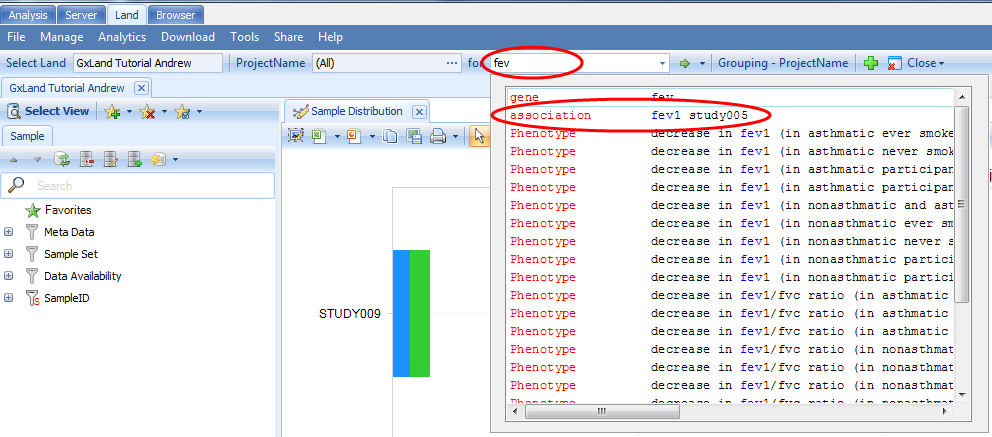 Analysis Server Land Browser
File Manage Analytics Download Tools Share Help
Select Land GxLand Tutorial Andrew ProjectName (All) ... for fev Grouping - ProjectName Close
GxLand Tutorial Andrew
Select View
Sample
Search
Favorites
Meta Data
Sample Set
Data Availability
SampleID
Sample Distribution
STUDY009
gene fev
association fev1 study005
Phenotype decrease in fev1 (in asthmatic ever smoke
Phenotype decrease in fev1 (in asthmatic never smok
Phenotype decrease in fev1 (in asthmatic participan
Phenotype decrease in fev1 (in asthmatic participan
Phenotype decrease in fev1 (in nonasthmatic and ast
Phenotype decrease in fev1 (in nonasthmatic ever sm
Phenotype decrease in fev1 (in nonasthmatic never s
Phenotype decrease in fev1 (in nonasthmatic partici
Phenotype decrease in fev1 (in nonasthmatic partici
Phenotype decrease in fev1/fvc ratio (in asthmatic
Phenotype decrease in fev1/fvc ratio (in asthmatic
Phenotype decrease in fev1/fvc ratio (in asthmatic
Phenotype decrease in fev1/fvc ratio (in nonasthmat
Phenotype decrease in fev1/fvc ratio (in nonasthmat
Phenotype decrease in fev1/fvc ratio (in nonasthmat
Phenotype decrease in fev1/fvc ratio (in nonasthmat